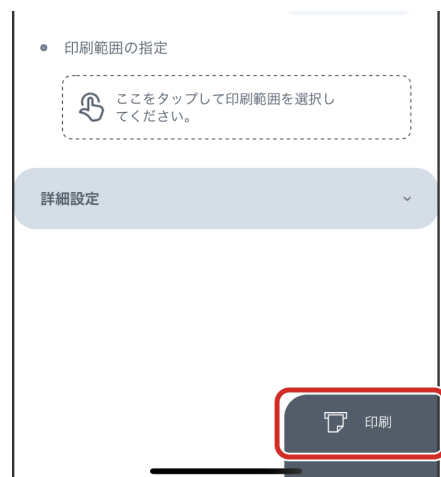 印刷範囲の指定
ここをタップして印刷範囲を選択し
てください。
詳細設定
印刷